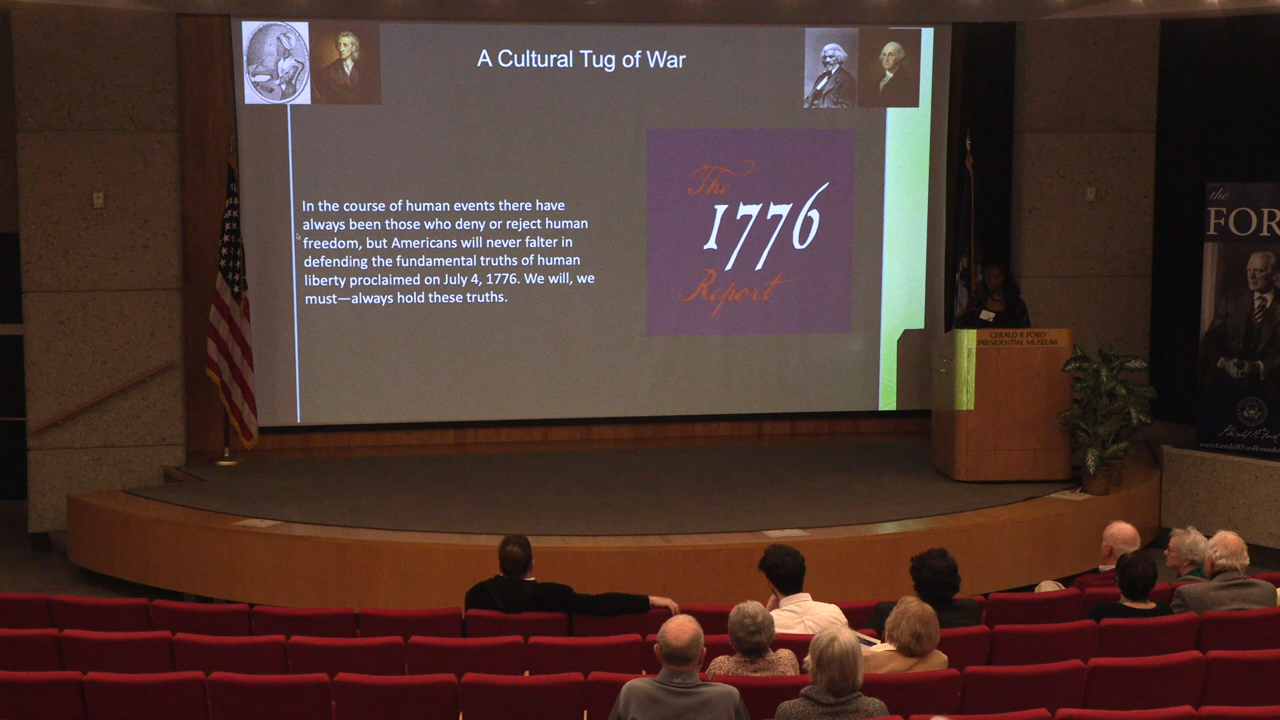 A Cultural Tug of War
In the course of human events there have
always been those who deny or reject human
freedom, but Americans will never falter in
defending the fundamental truths of human
liberty proclaimed on July 4, 1776. We will, we
must—always hold these truths.
The
1776
Report
GERALD R FORD
PRESIDENTIAL MUSEUM
the
FOR